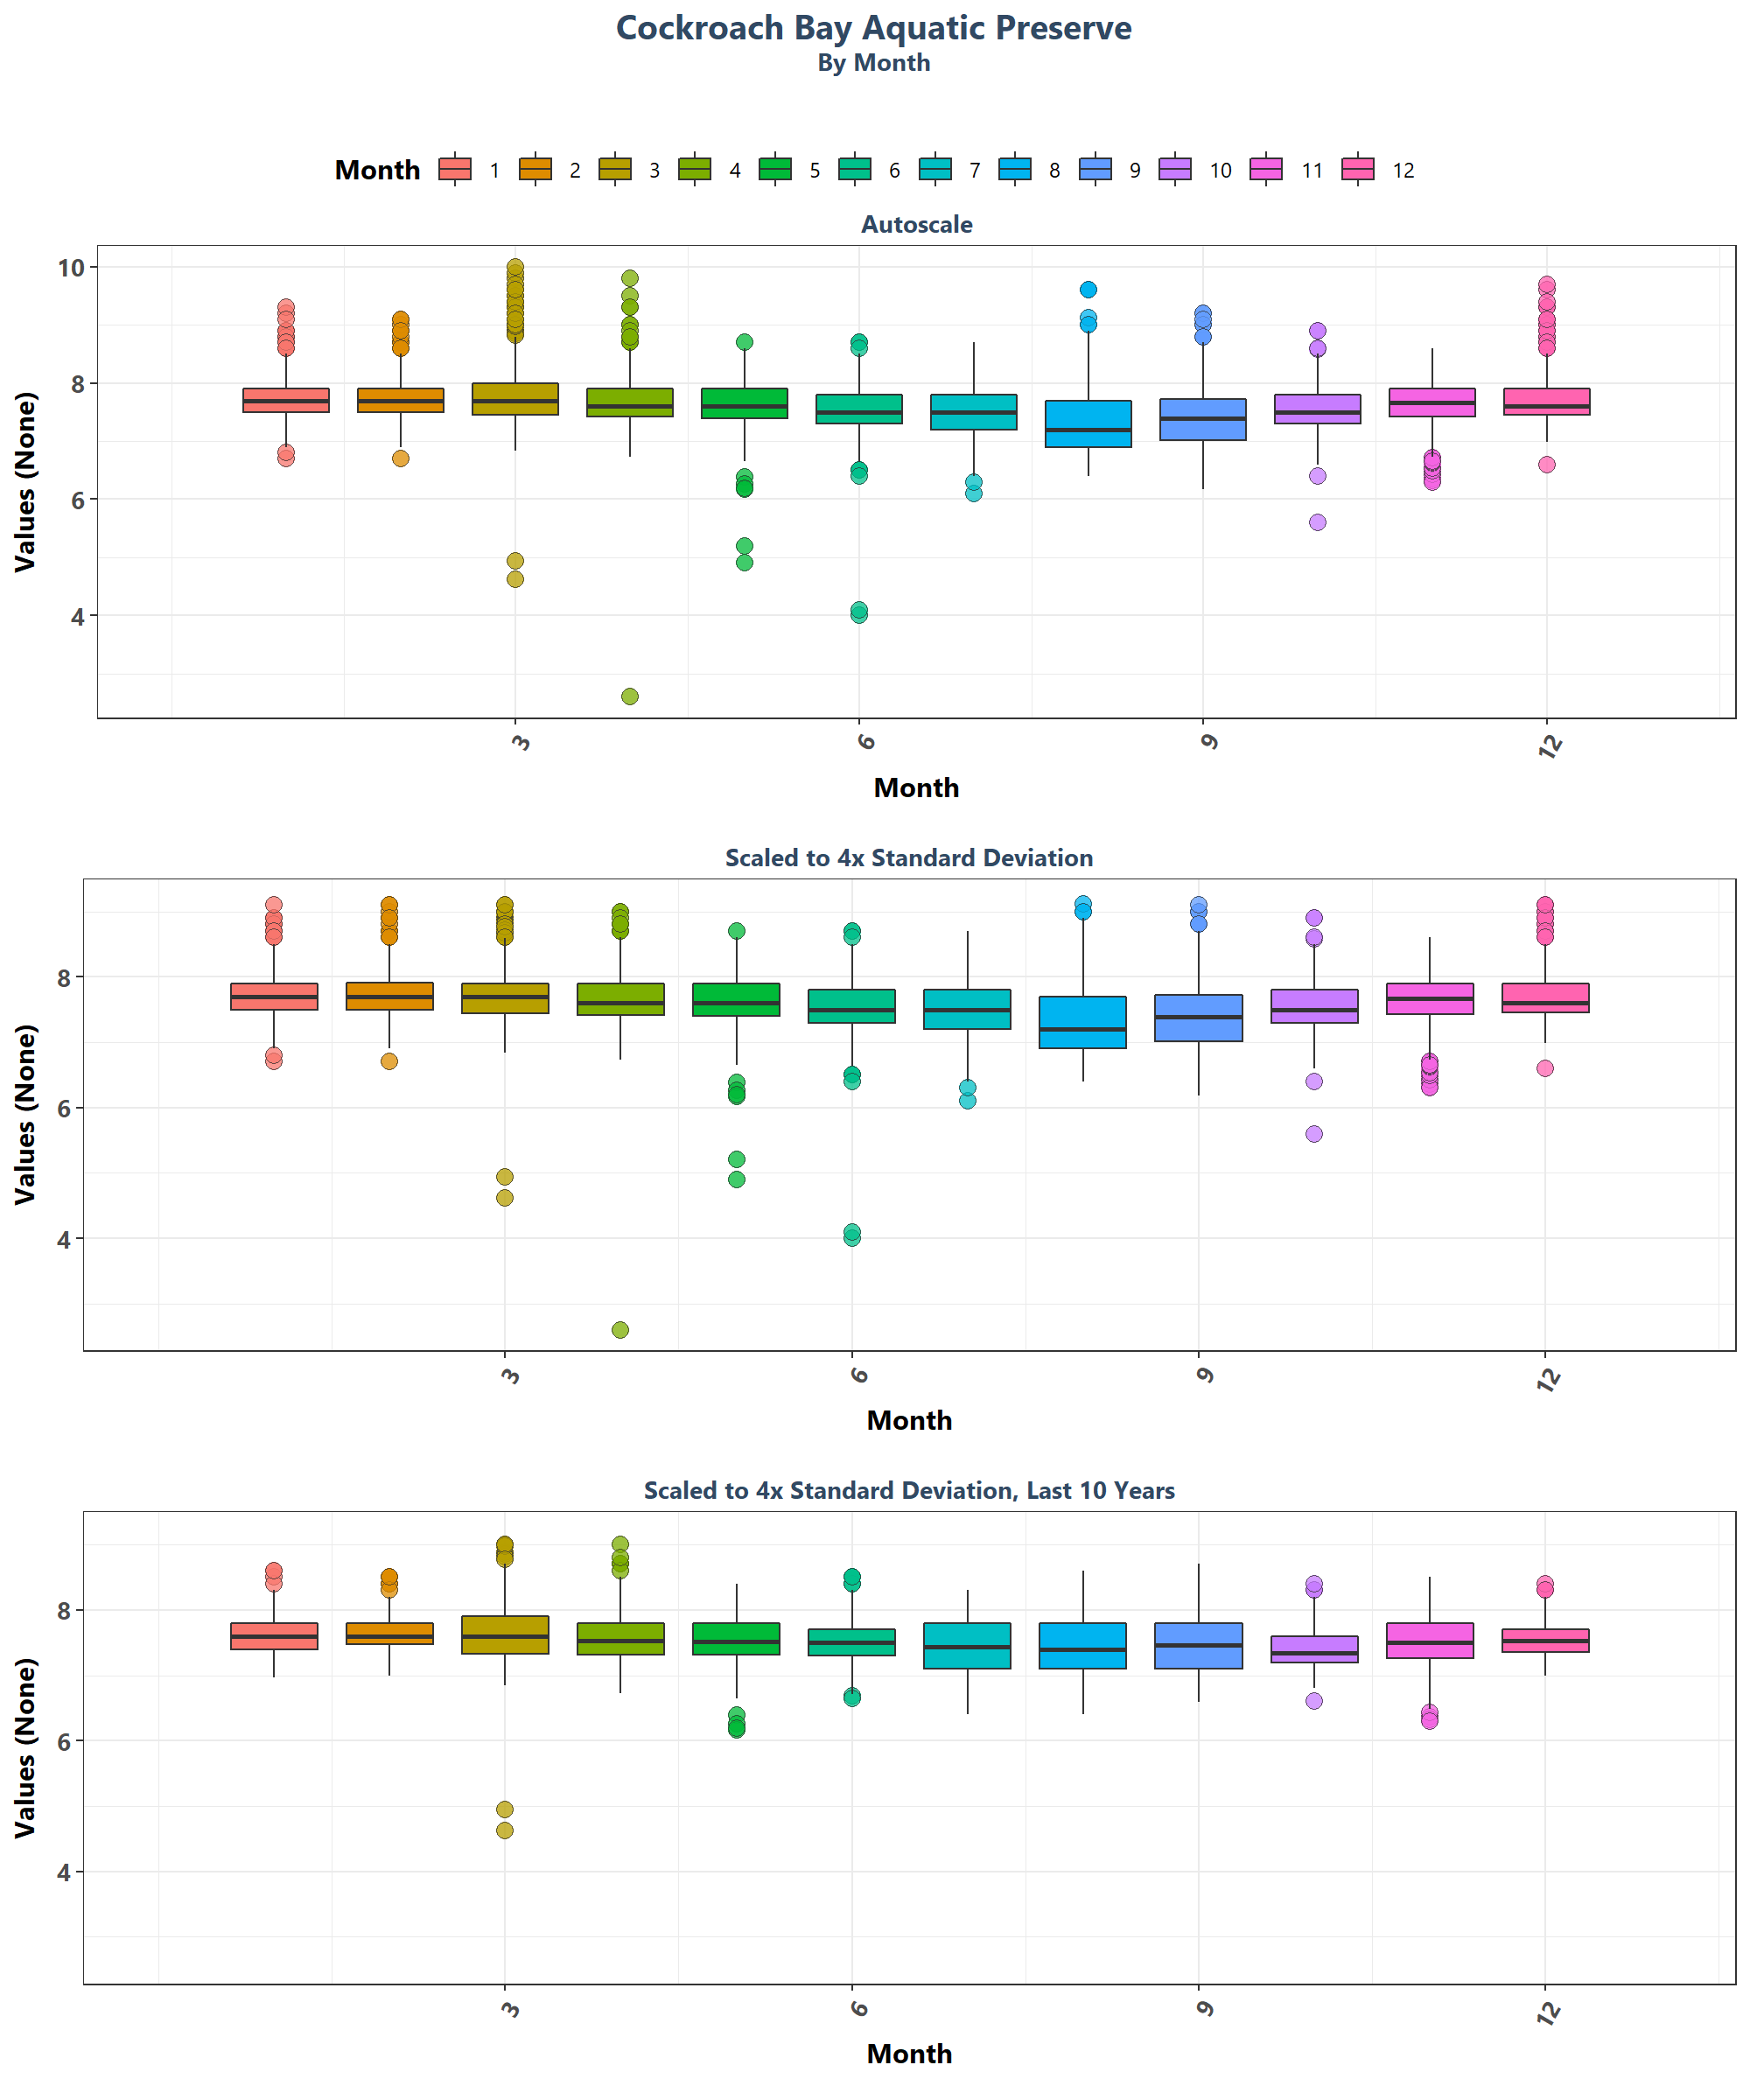 Cockroach Bay Aquatic Preserve
By Month
Month 1 2 3 4 5 6 7 8 9 10 11 12
Autoscale
Values (None)
10
8
6
4
3 6 9 12
Month
Scaled to 4x Standard Deviation
Values (None)
8
6
4
3 6 9 12
Month
Scaled to 4x Standard Deviation, Last 10 Years
Values (None)
8
6
4
3 6 9 12
Month